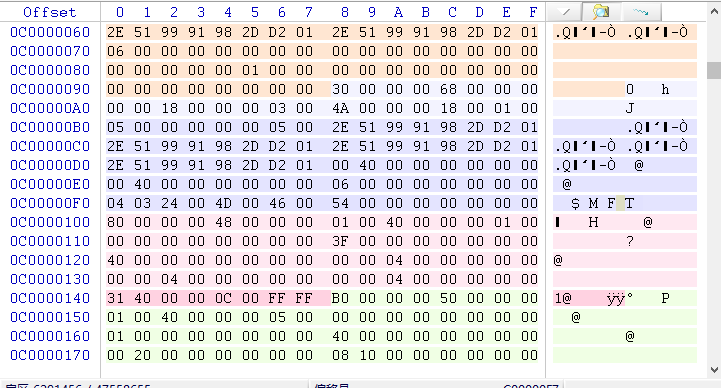 Offset 0 1 2 3 4 5 6 7 8 9 A B C D E F
0C0000060 2E 51 99 91 98 2D D2 01 2E 51 99 91 98 2D D2 01 .Q▌´▌-Ò .Q▌´▌-Ò
0C0000070 06 00 00 00 00 00 00 00 00 00 00 00 00 00 00 00
0C0000080 00 00 00 00 01 00 00 00 00 00 00 00 00 00 00 00
0C0000090 00 00 00 00 00 00 00 00 30 00 00 00 68 00 00 00 0 h
0C00000A0 00 00 18 00 00 00 03 00 4A 00 00 00 18 00 01 00 J
0C00000B0 05 00 00 00 00 00 05 00 2E 51 99 91 98 2D D2 01 .Q▌´▌-Ò
0C00000C0 2E 51 99 91 98 2D D2 01 2E 51 99 91 98 2D D2 01 .Q▌´▌-Ò .Q▌´▌-Ò
0C00000D0 2E 51 99 91 98 2D D2 01 00 40 00 00 00 00 00 00 .Q▌´▌-Ò @
0C00000E0 00 40 00 00 00 00 00 00 06 00 00 00 00 00 00 00 @
0C00000F0 04 03 24 00 4D 00 46 00 54 00 00 00 00 00 00 00 $ M F T
0C0000100 80 00 00 00 48 00 00 00 01 00 40 00 00 00 01 00 ▌ H @
0C0000110 00 00 00 00 00 00 00 00 3F 00 00 00 00 00 00 00 ?
0C0000120 40 00 00 00 00 00 00 00 00 00 04 00 00 00 00 00 @
0C0000130 00 00 04 00 00 00 00 00 00 00 04 00 00 00 00 00
0C0000140 31 40 00 00 0C 00 FF FF B0 00 00 00 50 00 00 00 1@ ÿÿ° P
0C0000150 01 00 40 00 00 00 05 00 00 00 00 00 00 00 00 00 @
0C0000160 01 00 00 00 00 00 00 00 40 00 00 00 00 00 00 00 @
0C0000170 00 20 00 00 00 00 00 00 08 10 00 00 00 00 00 00